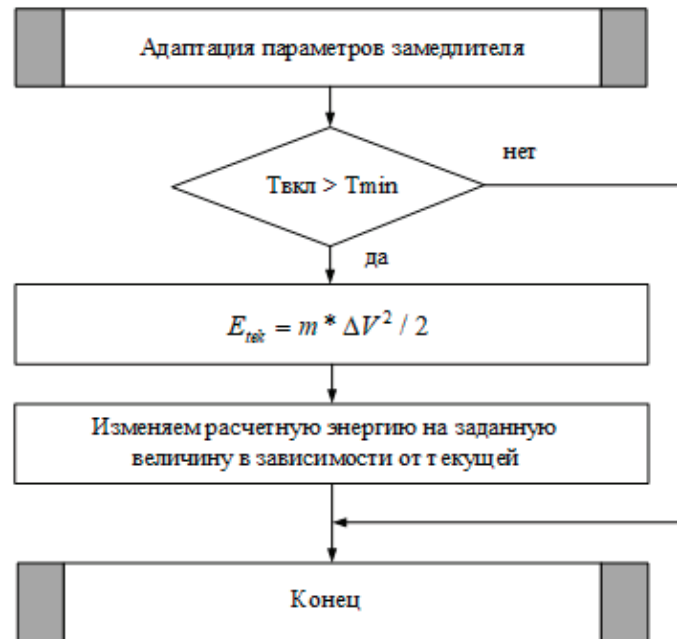 Адаптация параметров замедлителя
Tвкл > Tmin
нет
да
E_tek = m * ΔV² / 2
Изменяем расчетную энергию на заданную
величину в зависимости от текущей
Конец